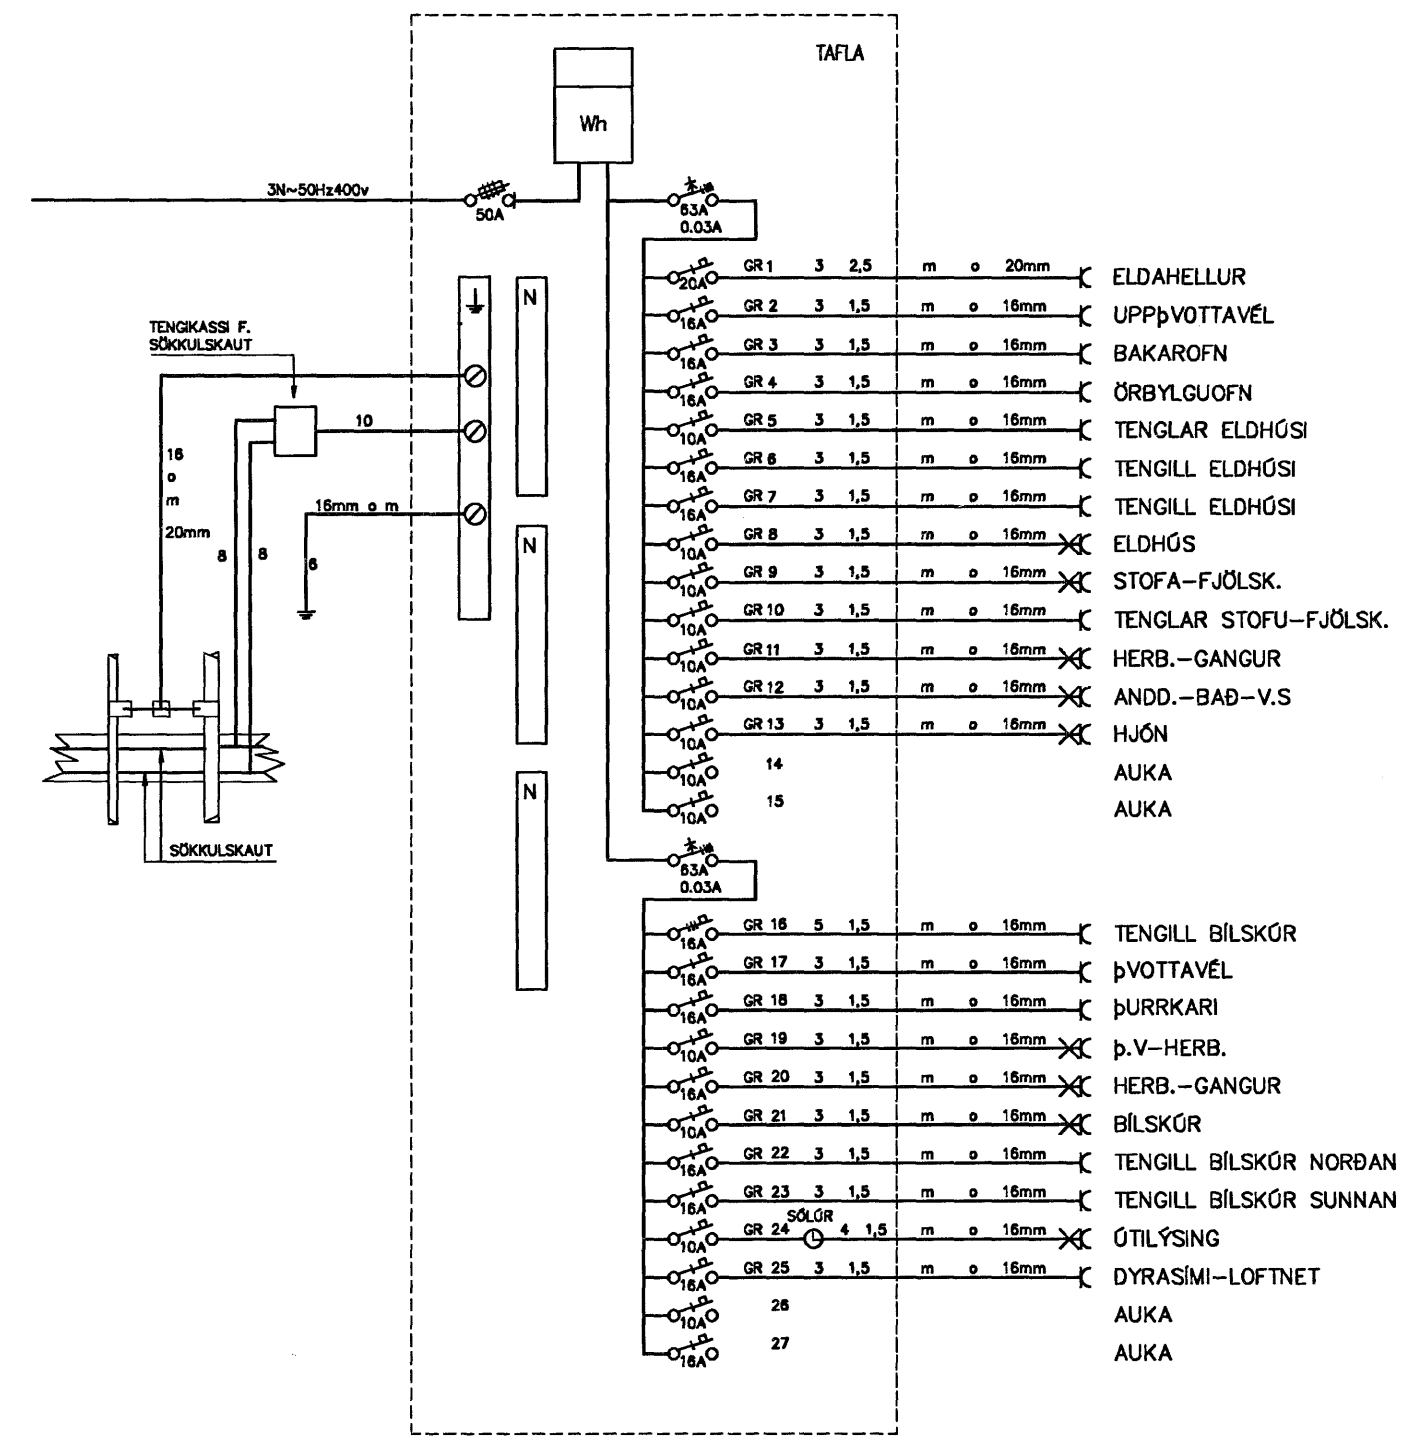 TAFLA
Wh
3N~50Hz400v
50A
63A
0.03A
GR 1 3 2,5 m o 20mm ELDAHELLUR
20A
GR 2 3 1,5 m o 16mm UPPÞVOTTAVÉL
16A
GR 3 3 1,5 m o 16mm BAKAROFN
16A
GR 4 3 1,5 m o 16mm ÖRBYLGUOFN
16A
GR 5 3 1,5 m o 16mm TENGLAR ELDHÚSI
10A
GR 6 3 1,5 m o 16mm TENGILL ELDHÚSI
16A
GR 7 3 1,5 m o 16mm TENGILL ELDHÚSI
16A
GR 8 3 1,5 m o 16mm ELDHÚS
10A
GR 9 3 1,5 m o 16mm STOFA-FJÖLSK.
10A
GR 10 3 1,5 m o 16mm TENGLAR STOFU-FJÖLSK.
10A
GR 11 3 1,5 m o 16mm HERB.-GANGUR
10A
GR 12 3 1,5 m o 16mm ANDD.-BAÐ-V.S
10A
GR 13 3 1,5 m o 16mm HJÓN
10A
14 AUKA
10A
15 AUKA
10A
63A
0.03A
GR 16 5 1,5 m o 16mm TENGILL BÍLSKÚR
16A
GR 17 3 1,5 m o 16mm ÞVOTTAVÉL
16A
GR 18 3 1,5 m o 16mm ÞURRKARI
16A
GR 19 3 1,5 m o 16mm Þ.V-HERB.
10A
GR 20 3 1,5 m o 16mm HERB.-GANGUR
16A
GR 21 3 1,5 m o 16mm BÍLSKÚR
10A
GR 22 3 1,5 m o 16mm TENGILL BÍLSKÚR NORÐAN
16A
GR 23 3 1,5 m o 16mm TENGILL BÍLSKÚR SUNNAN
16A
SÓLÚR
GR 24 4 1,5 m o 16mm ÚTILÝSING
10A
GR 25 3 1,5 m o 16mm DYRASÍMI-LOFTNET
16A
26 AUKA
10A
27 AUKA
16A
N
N
N
TENGIKASSI F.
SÖKKULSKAUT
10
16
o
m
20mm
8
8
16mm o m
6
SÖKKULSKAUT